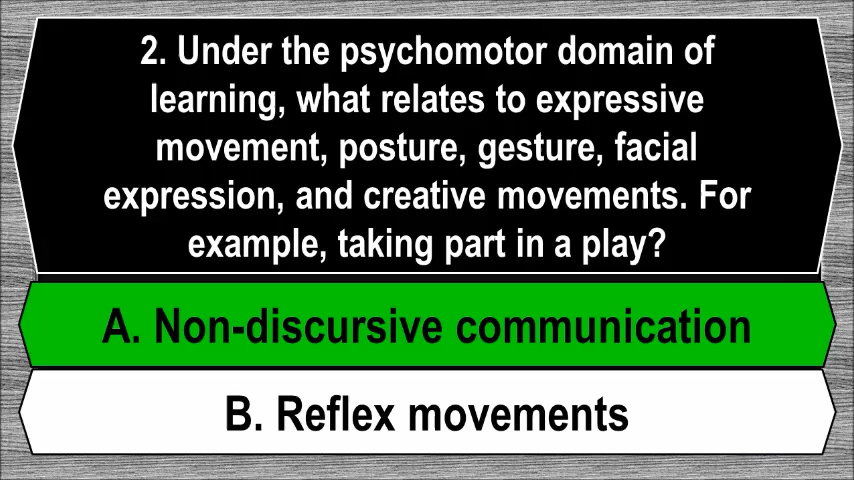 2. Under the psychomotor domain of
learning, what relates to expressive
movement, posture, gesture, facial
expression, and creative movements. For
example, taking part in a play?
A. Non-discursive communication
B. Reflex movements